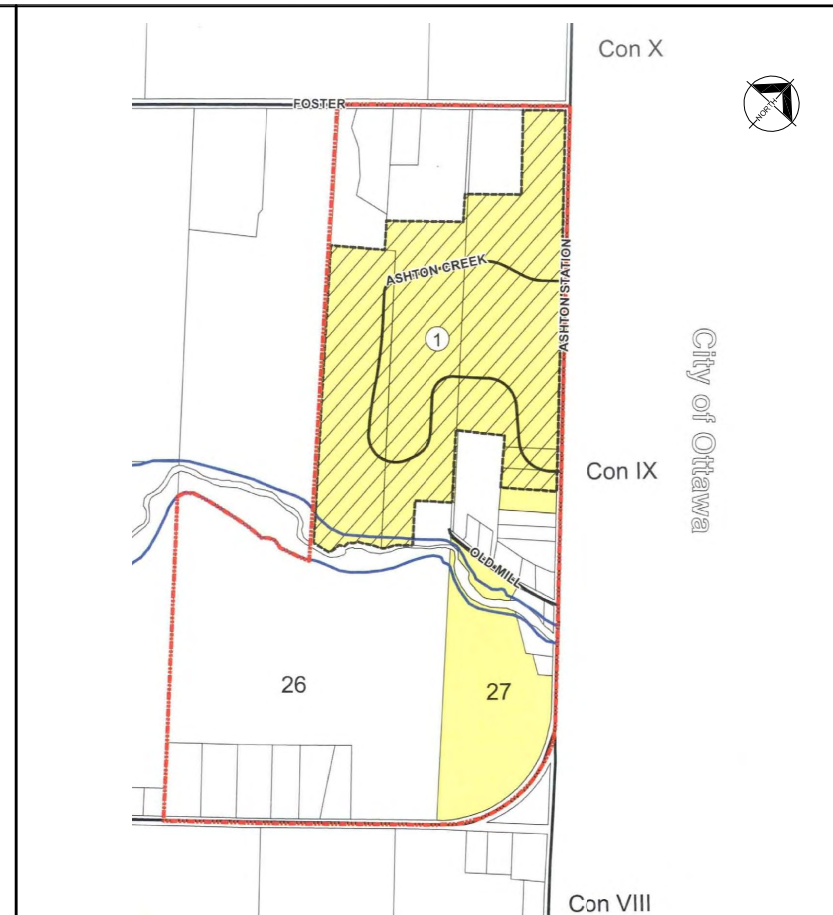 Con X
NORTH
FOSTER
ASHTON STATION
ASHTON CREEK
1
City of Ottawa
Con IX
OLD MILL
26
27
Con VIII